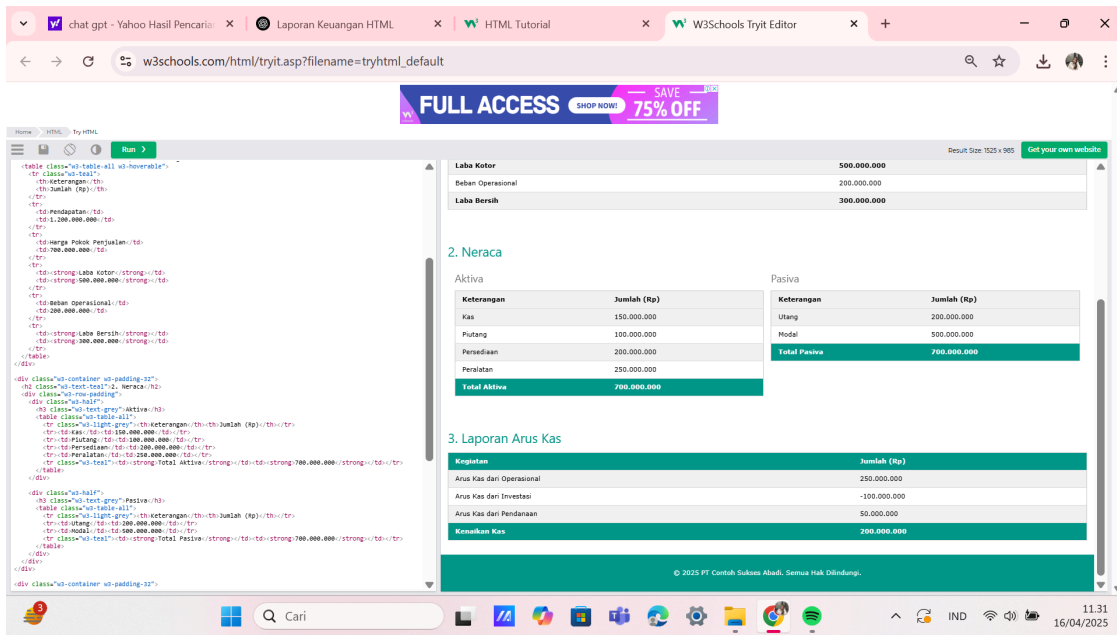 chat gpt - Yahoo Hasil Pencarian
Laporan Keuangan HTML
HTML Tutorial
W3Schools Tryit Editor
w3schools.com/html/tryit.asp?filename=tryhtml_default
FULL ACCESS SHOP NOW! SAVE 75% OFF
Home HTML Try HTML
Run ❯
Result Size: 1525 x 985
Get your own website
<table class="w3-table-all w3-hoverable">
<tr class="w3-teal">
<th>Keterangan</th>
<th>Jumlah (Rp)</th>
</tr>
<tr>
<td>Pendapatan</td>
<td>1.200.000.000</td>
</tr>
<tr>
<td>Harga Pokok Penjualan</td>
<td>700.000.000</td>
</tr>
<tr>
<td><strong>Laba Kotor</strong></td>
<td><strong>500.000.000</strong></td>
</tr>
<tr>
<td>Beban Operasional</td>
<td>200.000.000</td>
</tr>
<tr>
<td><strong>Laba Bersih</strong></td>
<td><strong>300.000.000</strong></td>
</tr>
</table>
</div>
<div class="w3-container w3-padding-32">
<h2 class="w3-text-teal">2. Neraca</h2>
<div class="w3-row-padding">
<div class="w3-half">
<h3 class="w3-text-grey">Aktiva</h3>
<table class="w3-table-all">
<tr class="w3-light-grey"><th>Keterangan</th><th>Jumlah (Rp)</th></tr>
<tr><td>Kas</td><td>150.000.000</td></tr>
<tr><td>Piutang</td><td>100.000.000</td></tr>
<tr><td>Persediaan</td><td>200.000.000</td></tr>
<tr><td>Peralatan</td><td>250.000.000</td></tr>
<tr class="w3-teal"><td><strong>Total Aktiva</strong></td><td><strong>700.000.000</strong></td></tr>
</table>
</div>
<div class="w3-half">
<h3 class="w3-text-grey">Pasiva</h3>
<table class="w3-table-all">
<tr class="w3-light-grey"><th>Keterangan</th><th>Jumlah (Rp)</th></tr>
<tr><td>Utang</td><td>200.000.000</td></tr>
<tr><td>Modal</td><td>500.000.000</td></tr>
<tr class="w3-teal"><td><strong>Total Pasiva</strong></td><td><strong>700.000.000</strong></td></tr>
</table>
</div>
</div>
</div>
<div class="w3-container w3-padding-32">
Laba Kotor 500.000.000
Beban Operasional 200.000.000
Laba Bersih 300.000.000
2. Neraca
Aktiva
Keterangan Jumlah (Rp)
Kas 150.000.000
Piutang 100.000.000
Persediaan 200.000.000
Peralatan 250.000.000
Total Aktiva 700.000.000
Pasiva
Keterangan Jumlah (Rp)
Utang 200.000.000
Modal 500.000.000
Total Pasiva 700.000.000
3. Laporan Arus Kas
Kegiatan Jumlah (Rp)
Arus Kas dari Operasional 250.000.000
Arus Kas dari Investasi -100.000.000
Arus Kas dari Pendanaan 50.000.000
Kenaikan Kas 200.000.000
© 2025 PT Contoh Sukses Abadi. Semua Hak Dilindungi.
3
Cari
IND
11.31
16/04/2025